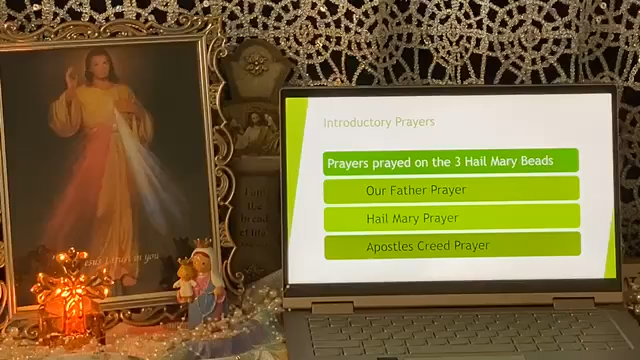 Jesus I trust in you
I am
the
bread
of life
Introductory Prayers
Prayers prayed on the 3 Hail Mary Beads
Our Father Prayer
Hail Mary Prayer
Apostles Creed Prayer